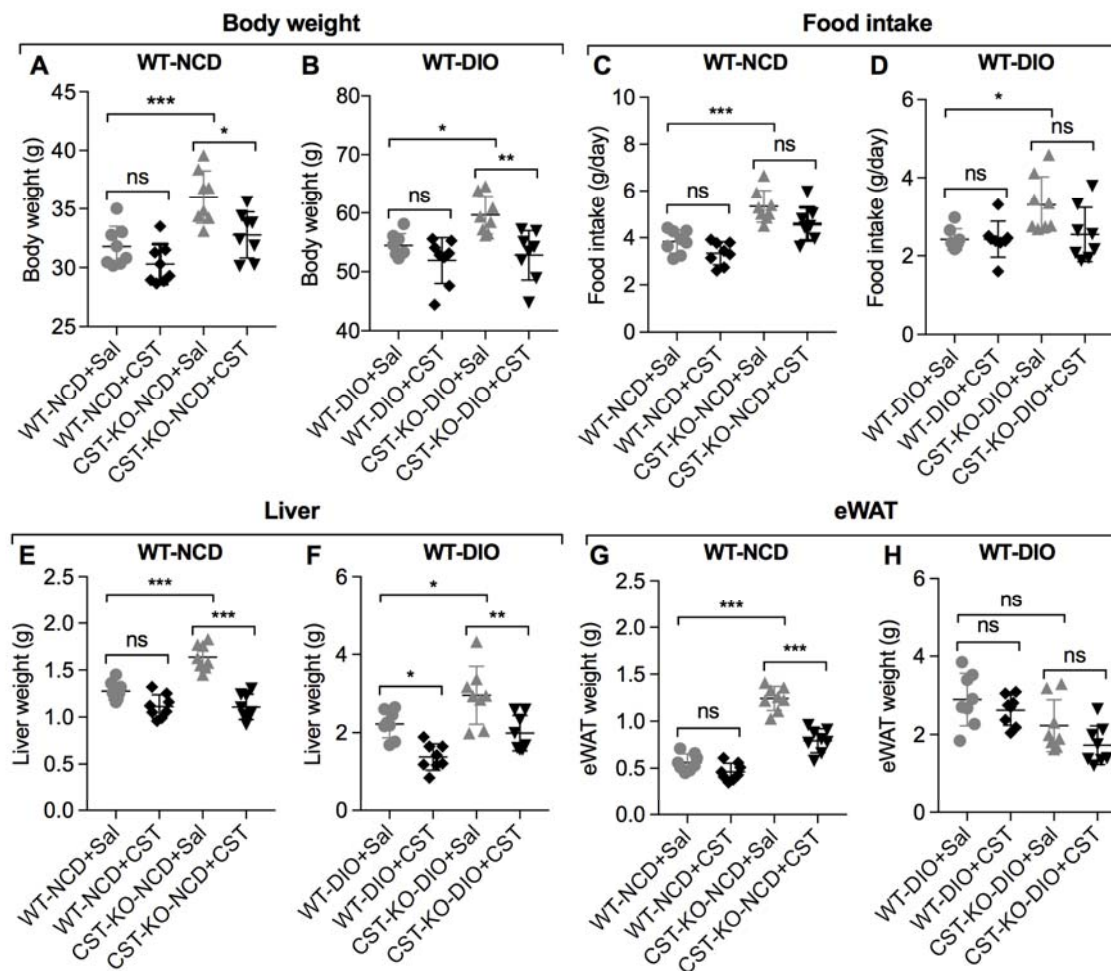 Body weight
Food intake
A
WT-NCD
Body weight (g)
45
40
35
30
25
***
*
ns
WT-NCD+Sal
WT-NCD+CST
CST-KO-NCD+Sal
CST-KO-NCD+CST
B
WT-DIO
Body weight (g)
80
70
60
50
40
*
**
ns
WT-DIO+Sal
WT-DIO+CST
CST-KO-DIO+Sal
CST-KO-DIO+CST
C
WT-NCD
Food intake (g/day)
10
8
6
4
2
0
***
ns
ns
WT-NCD+Sal
WT-NCD+CST
CST-KO-NCD+Sal
CST-KO-NCD+CST
D
WT-DIO
Food intake (g/day)
6
4
2
0
*
ns
ns
WT-DIO+Sal
WT-DIO+CST
CST-KO-DIO+Sal
CST-KO-DIO+CST
Liver
eWAT
E
WT-NCD
Liver weight (g)
2.5
2.0
1.5
1.0
0.5
0.0
***
***
ns
WT-NCD+Sal
WT-NCD+CST
CST-KO-NCD+Sal
CST-KO-NCD+CST
F
WT-DIO
Liver weight (g)
6
4
2
0
*
**
*
WT-DIO+Sal
WT-DIO+CST
CST-KO-DIO+Sal
CST-KO-DIO+CST
G
WT-NCD
eWAT weight (g)
2.5
2.0
1.5
1.0
0.5
0.0
***
***
ns
WT-NCD+Sal
WT-NCD+CST
CST-KO-NCD+Sal
CST-KO-NCD+CST
H
WT-DIO
eWAT weight (g)
6
4
2
0
ns
ns
ns
WT-DIO+Sal
WT-DIO+CST
CST-KO-DIO+Sal
CST-KO-DIO+CST